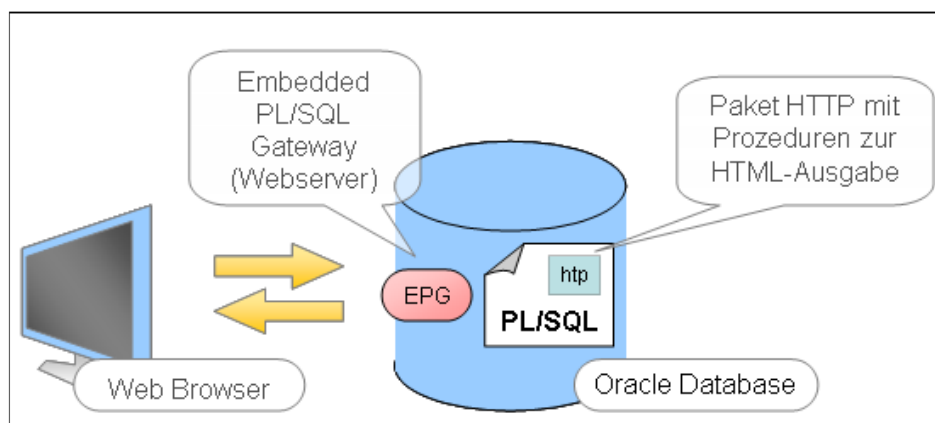 Embedded
PL/SQL
Gateway
(Webserver)
Paket HTTP mit
Prozeduren zur
HTML-Ausgabe
EPG
htp
PL/SQL
Web Browser
Oracle Database